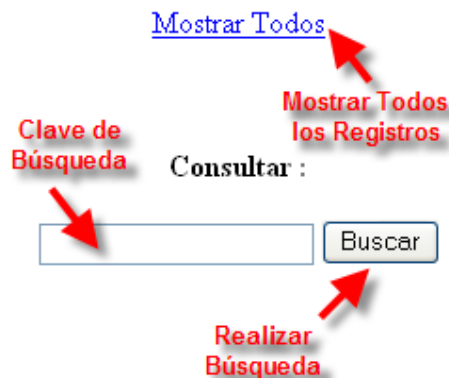 Mostrar Todos
Mostrar Todos
los Registros
Clave de
Búsqueda
Consultar :
Buscar
Realizar
Búsqueda